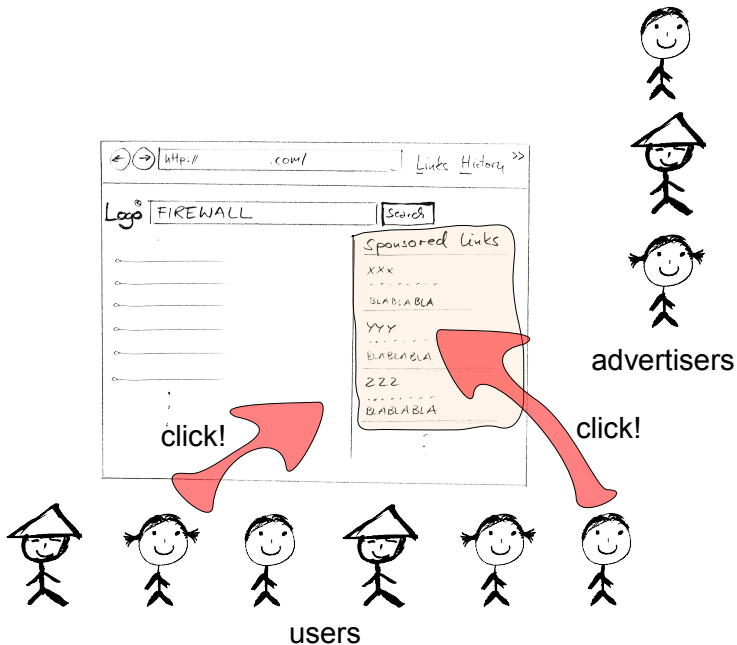 http:// .com/ Links History >>
Logo® FIREWALL Search
Sponsored Links
XXX
BLABLABLA
YYY
BLABLABLA
ZZZ
BLABLABLA
advertisers
click!
click!
users